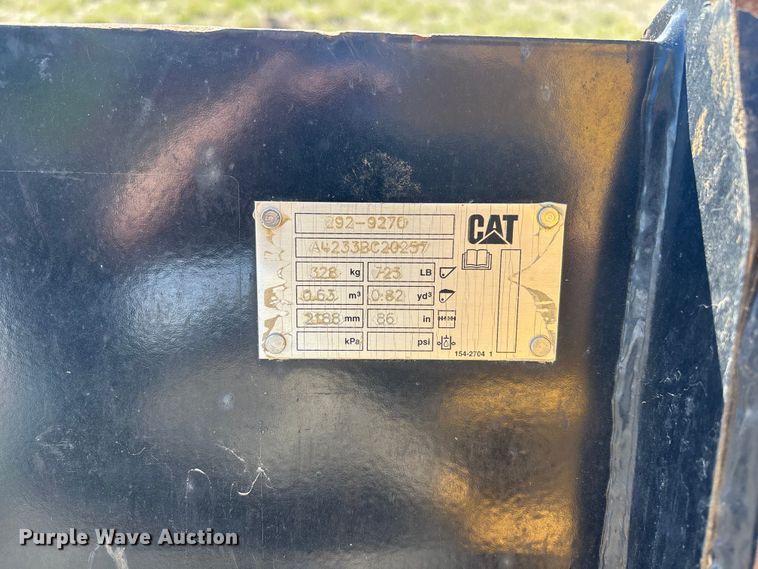 292-9270
CAT
A4233BC20257
328 kg 723 LB
0.63 m³ 0.82 yd³
2188 mm 86 in
kPa psi
154-2704 1
Purple Wave Auction